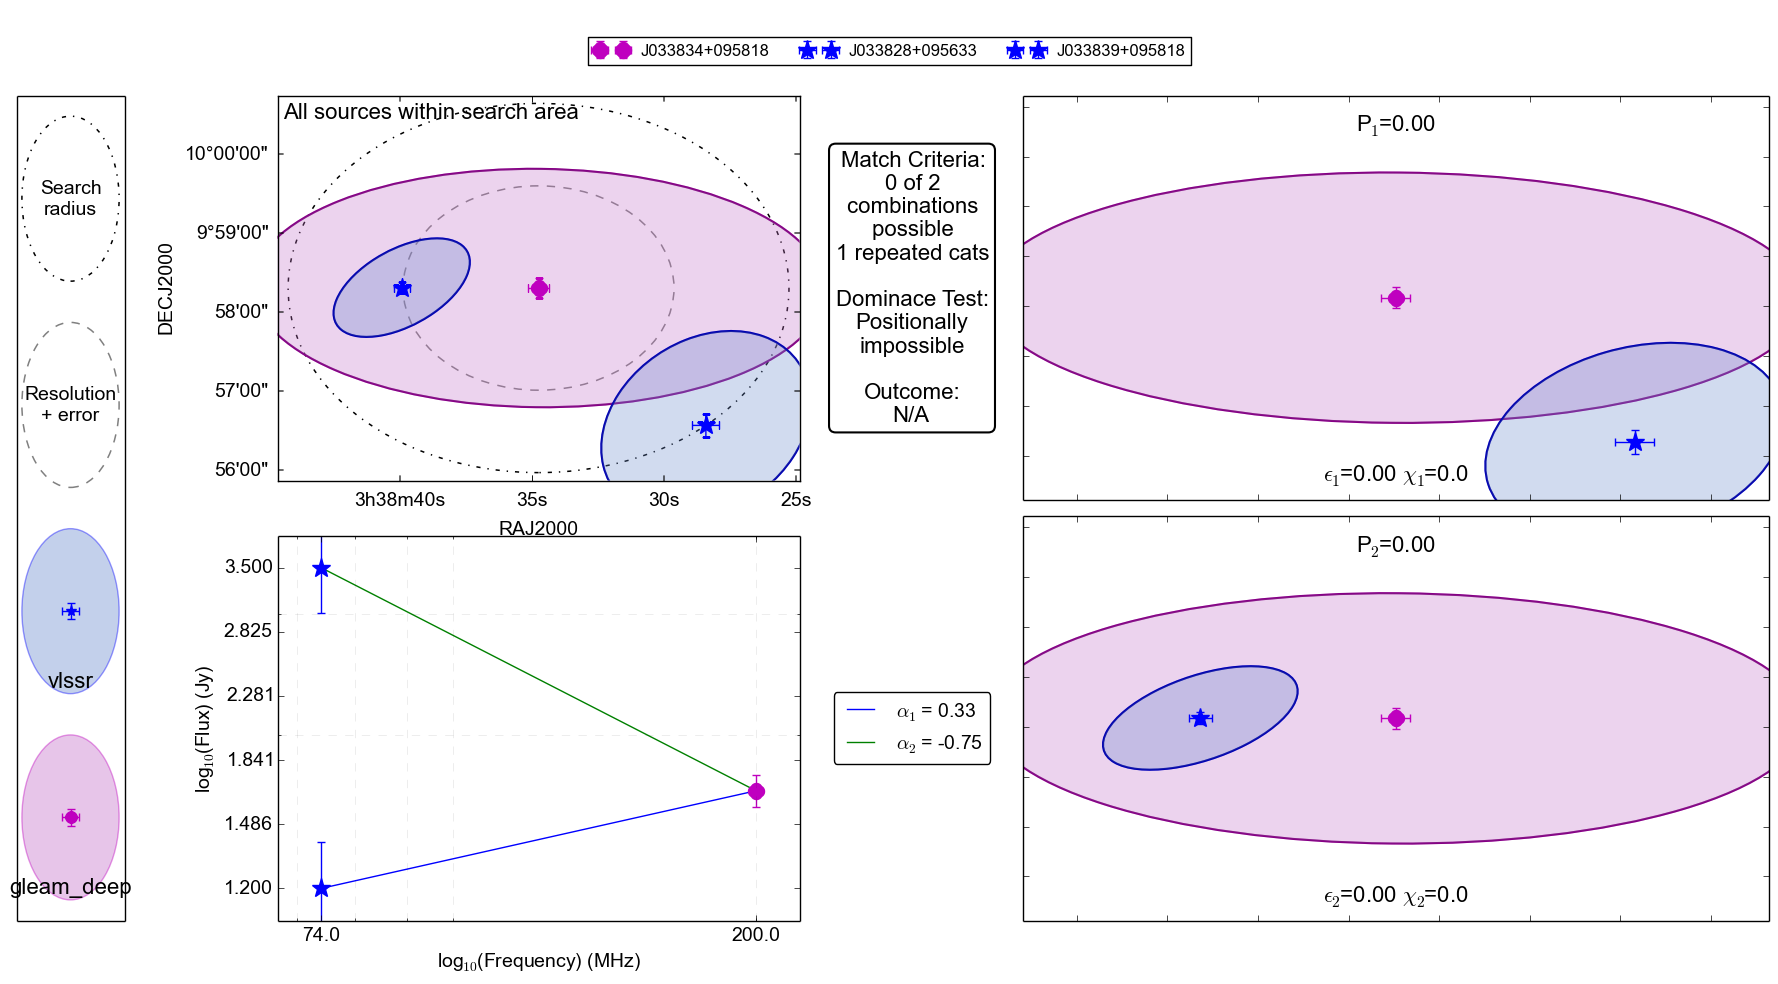 J033834+095818 J033828+095633 J033839+095818
Search
radius
Resolution
+ error
vlssr
gleam_deep
All sources within search area
DECJ2000
10°00'00"
9°59'00"
58'00"
57'00"
56'00"
3h38m40s 35s 30s 25s
RAJ2000
Match Criteria:
0 of 2
combinations
possible
1 repeated cats
Dominace Test:
Positionally
impossible
Outcome:
N/A
P₁=0.00
ϵ₁=0.00 χ₁=0.0
log₁₀(Flux) (Jy)
3.500
2.825
2.281
1.841
1.486
1.200
74.0 200.0
log₁₀(Frequency) (MHz)
α₁ = 0.33
α₂ = -0.75
P₂=0.00
ϵ₂=0.00 χ₂=0.0